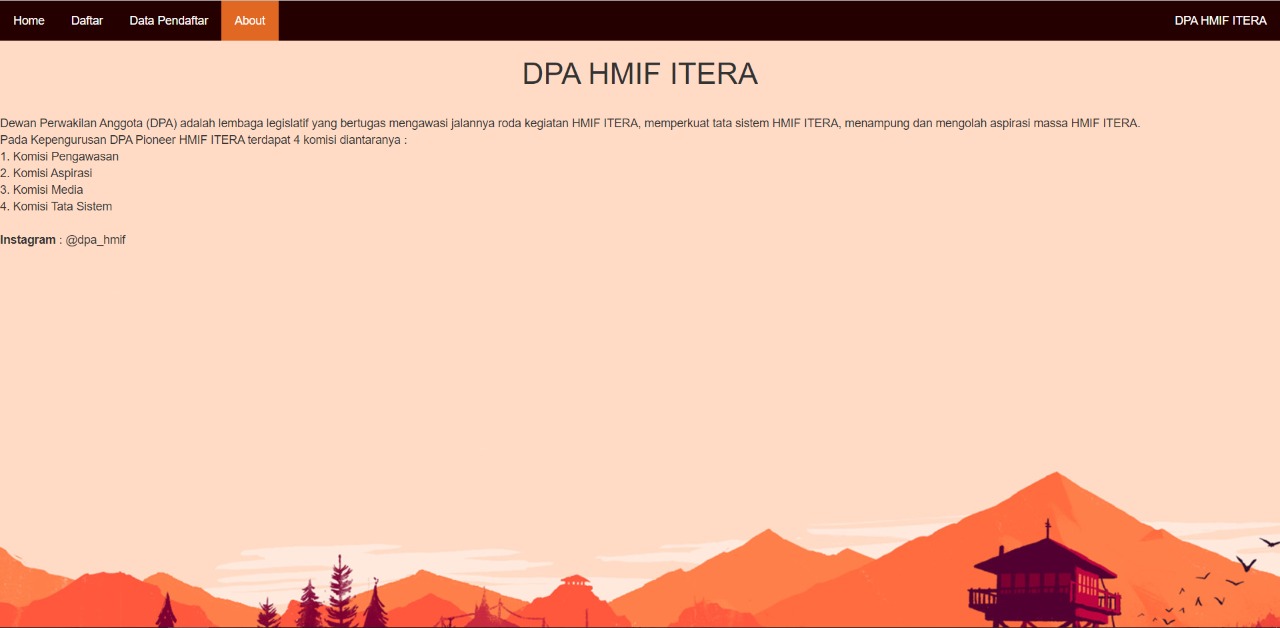 Home Daftar Data Pendaftar About DPA HMIF ITERA
DPA HMIF ITERA
Dewan Perwakilan Anggota (DPA) adalah lembaga legislatif yang bertugas mengawasi jalannya roda kegiatan HMIF ITERA, memperkuat tata sistem HMIF ITERA, menampung dan mengolah aspirasi massa HMIF ITERA.
Pada Kepengurusan DPA Pioneer HMIF ITERA terdapat 4 komisi diantaranya :
1. Komisi Pengawasan
2. Komisi Aspirasi
3. Komisi Media
4. Komisi Tata Sistem
Instagram : @dpa_hmif